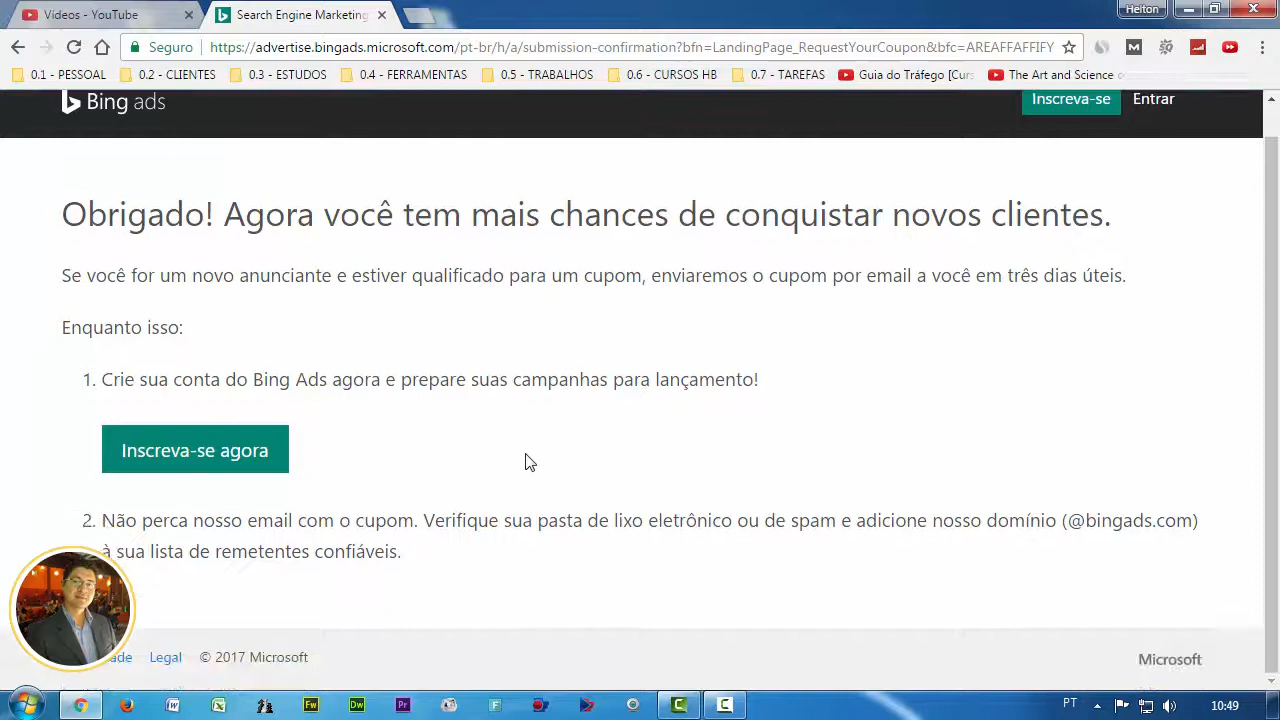 Vídeos - YouTube
Search Engine Marketing
Helton
Seguro
https://advertise.bingads.microsoft.com/pt-br/h/a/submission-confirmation?bfn=LandingPage_RequestYourCoupon&bfc=AREAFFAFFIFY
0.1 - PESSOAL
0.2 - CLIENTES
0.3 - ESTUDOS
0.4 - FERRAMENTAS
0.5 - TRABALHOS
0.6 - CURSOS HB
0.7 - TAREFAS
Guia do Tráfego [Curs
The Art and Science o
Bing ads
Inscreva-se
Entrar
Obrigado! Agora você tem mais chances de conquistar novos clientes.
Se você for um novo anunciante e estiver qualificado para um cupom, enviaremos o cupom por email a você em três dias úteis.
Enquanto isso:
1. Crie sua conta do Bing Ads agora e prepare suas campanhas para lançamento!
Inscreva-se agora
2. Não perca nosso email com o cupom. Verifique sua pasta de lixo eletrônico ou de spam e adicione nosso domínio (@bingads.com)
à sua lista de remetentes confiáveis.
Legal
© 2017 Microsoft
Microsoft
PT
10:49